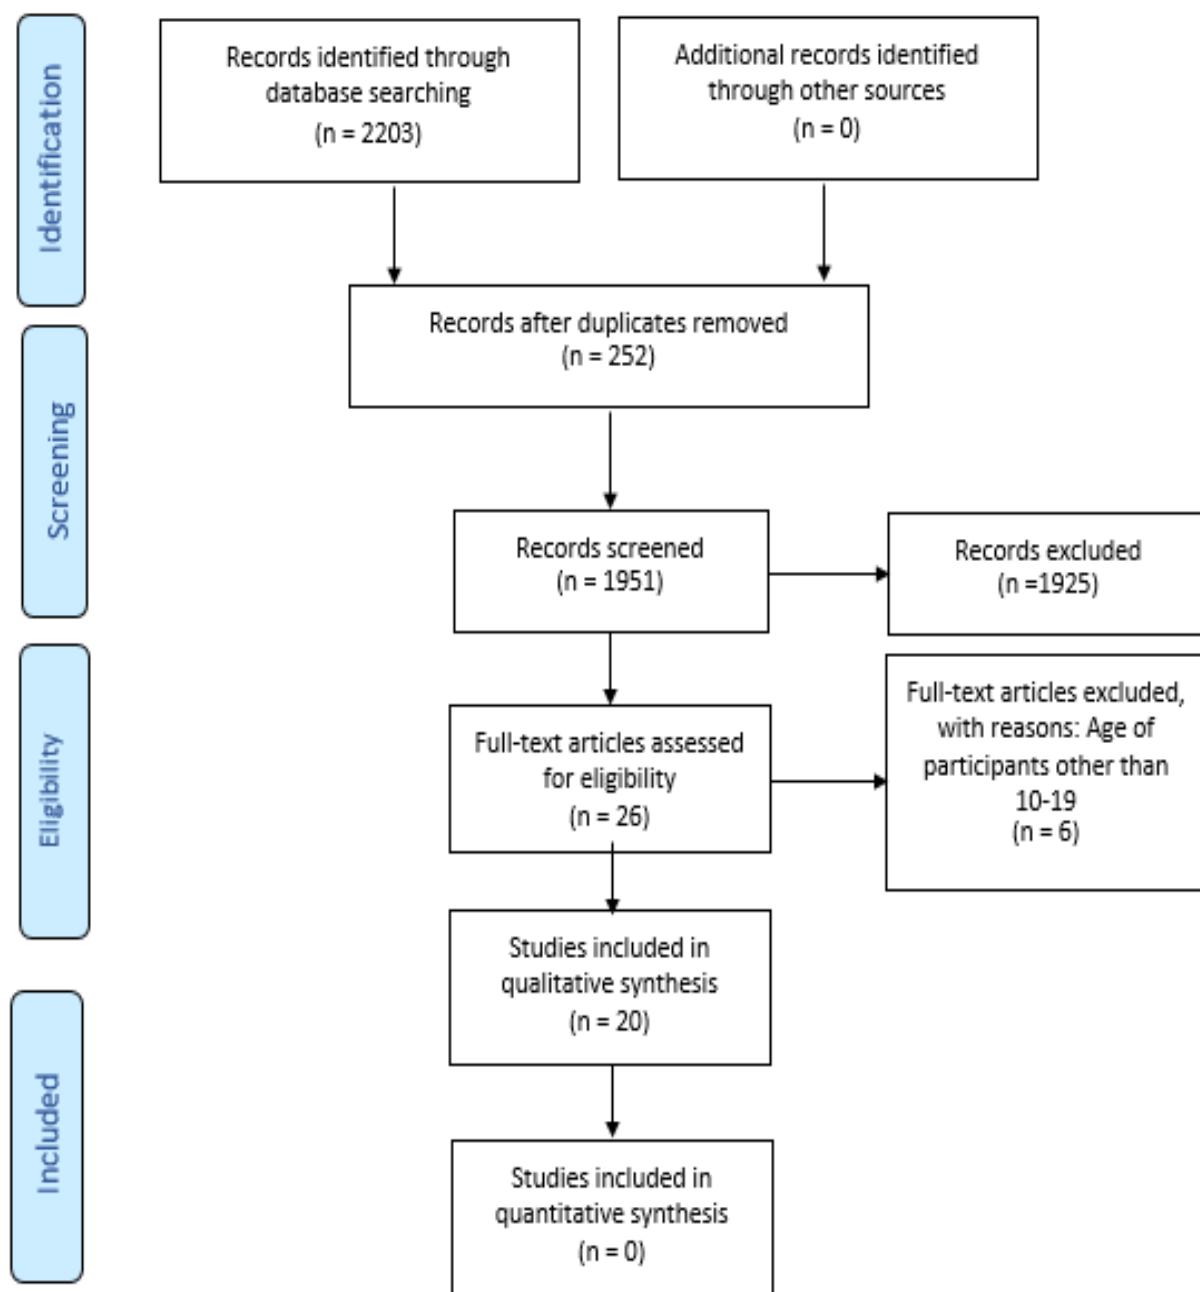 Identification
Records identified through
database searching
(n = 2203)
Additional records identified
through other sources
(n = 0)
Records after duplicates removed
(n = 252)
Screening
Records screened
(n = 1951)
Records excluded
(n =1925)
Eligibility
Full-text articles assessed
for eligibility
(n = 26)
Full-text articles excluded,
with reasons: Age of
participants other than
10-19
(n = 6)
Studies included in
qualitative synthesis
(n = 20)
Included
Studies included in
quantitative synthesis
(n = 0)